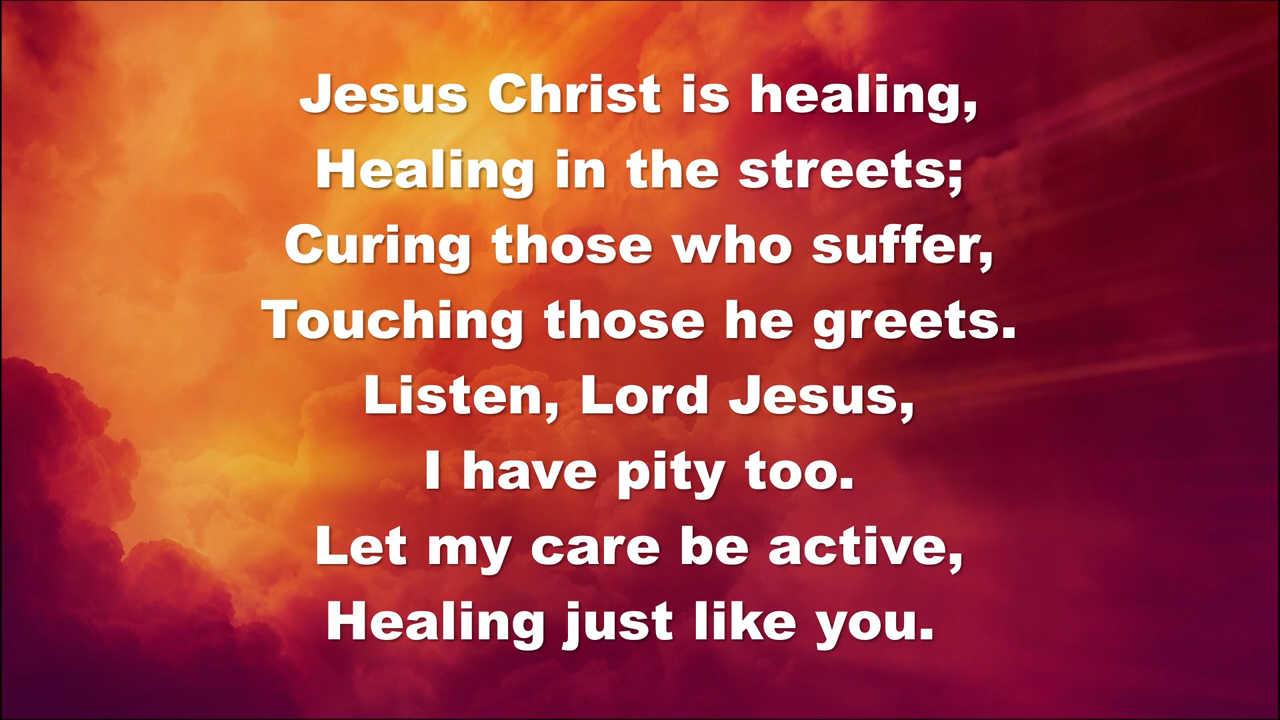 Jesus Christ is healing,
Healing in the streets;
Curing those who suffer,
Touching those he greets.
Listen, Lord Jesus,
I have pity too.
Let my care be active,
Healing just like you.